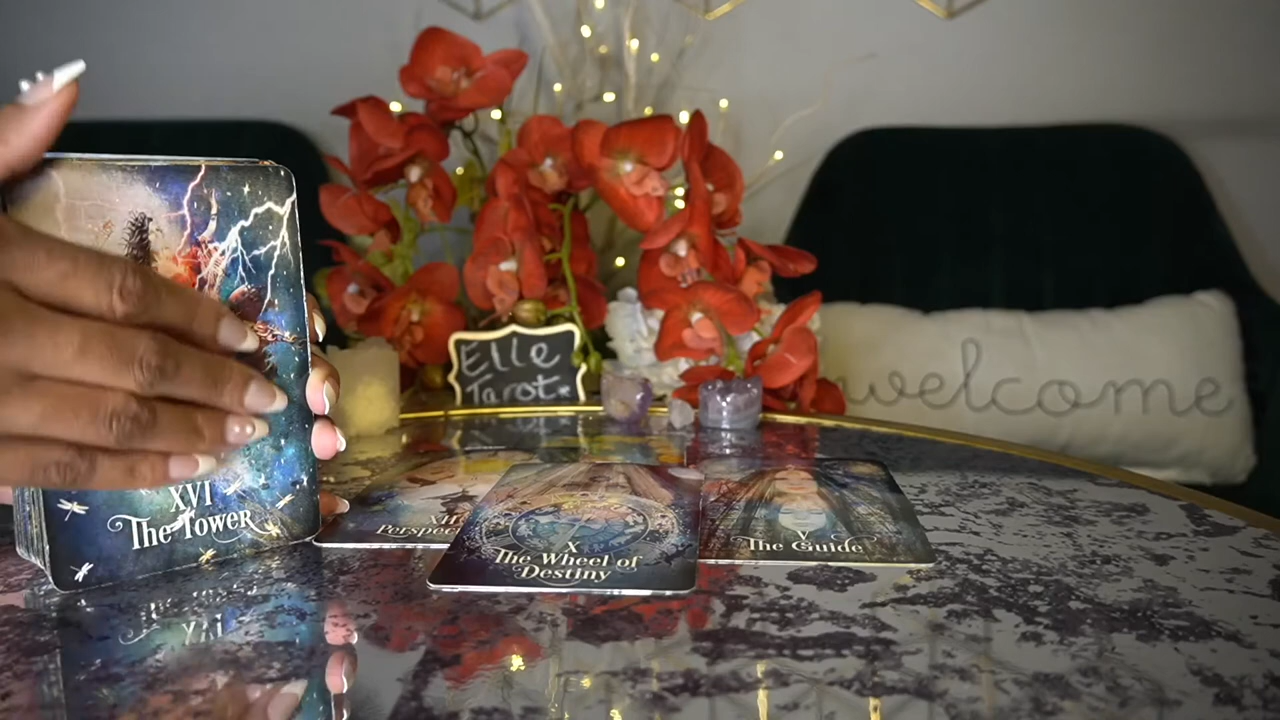 Elle
Tarot
welcome
XVI
The Tower
X
The Wheel of
Destiny
V
The Guide